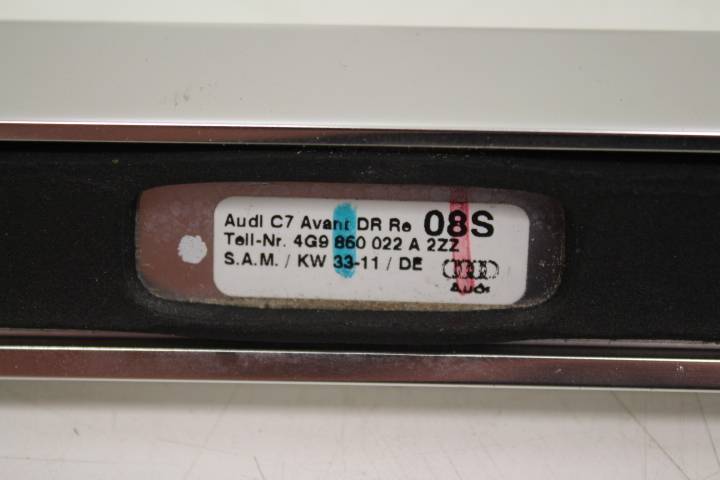 Audi C7 Avant DR Re 08S
Teil-Nr. 4G9 860 022 A 2ZZ
S.A.M. / KW 33-11 / DE
Audi